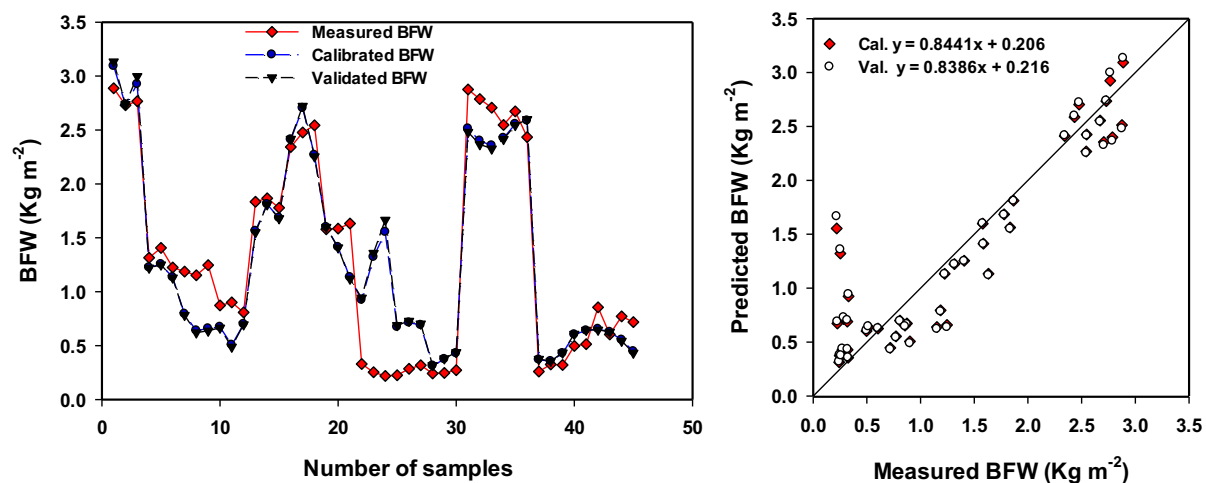 3.5
3.0
2.5
2.0
1.5
1.0
0.5
0.0
BFW (Kg m⁻²)
Measured BFW
Calibrated BFW
Validated BFW
0 10 20 30 40 50
Number of samples
3.5
3.0
2.5
2.0
1.5
1.0
0.5
0.0
Predicted BFW (Kg m⁻²)
Cal. y = 0.8441x + 0.206
Val. y = 0.8386x + 0.216
0.0 0.5 1.0 1.5 2.0 2.5 3.0 3.5
Measured BFW (Kg m⁻²)